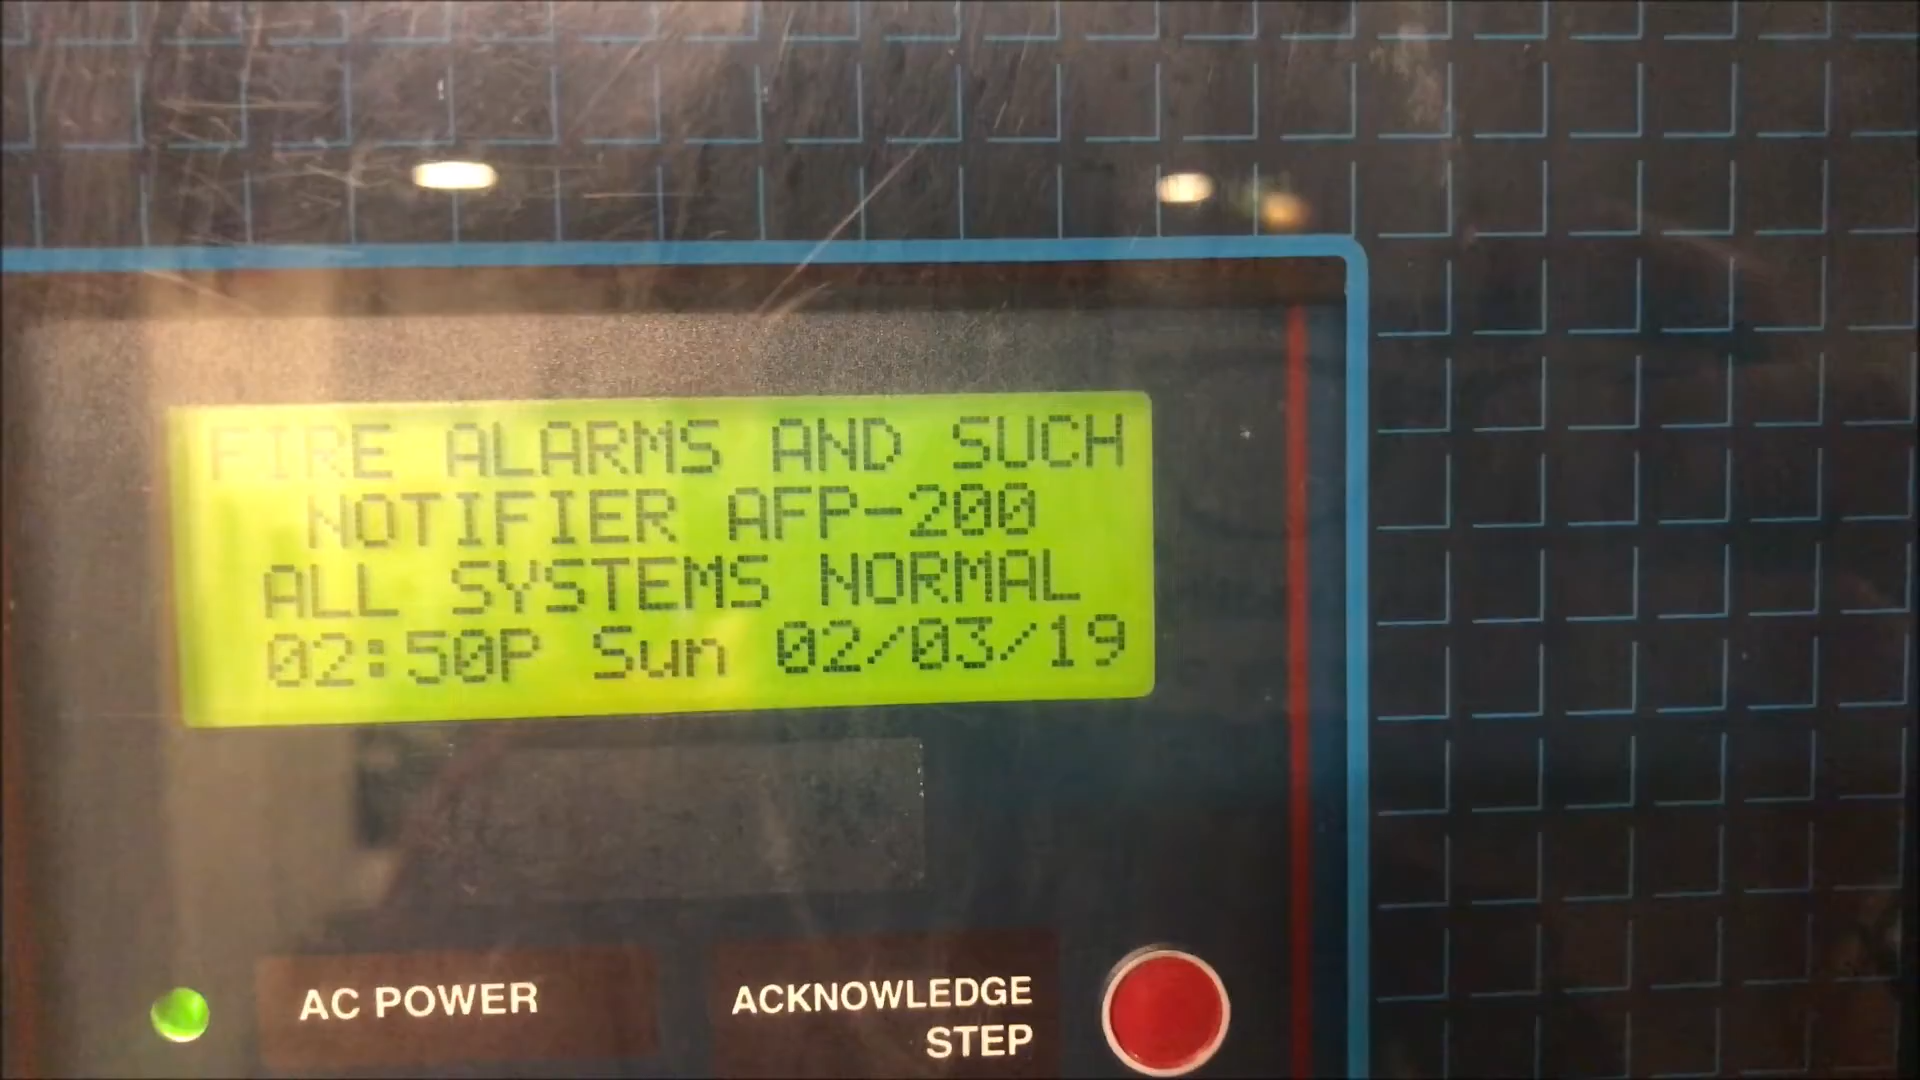 FIRE ALARMS AND SUCH
NOTIFIER AFP-200
ALL SYSTEMS NORMAL
02:50P Sun 02/03/19
AC POWER
ACKNOWLEDGE
STEP